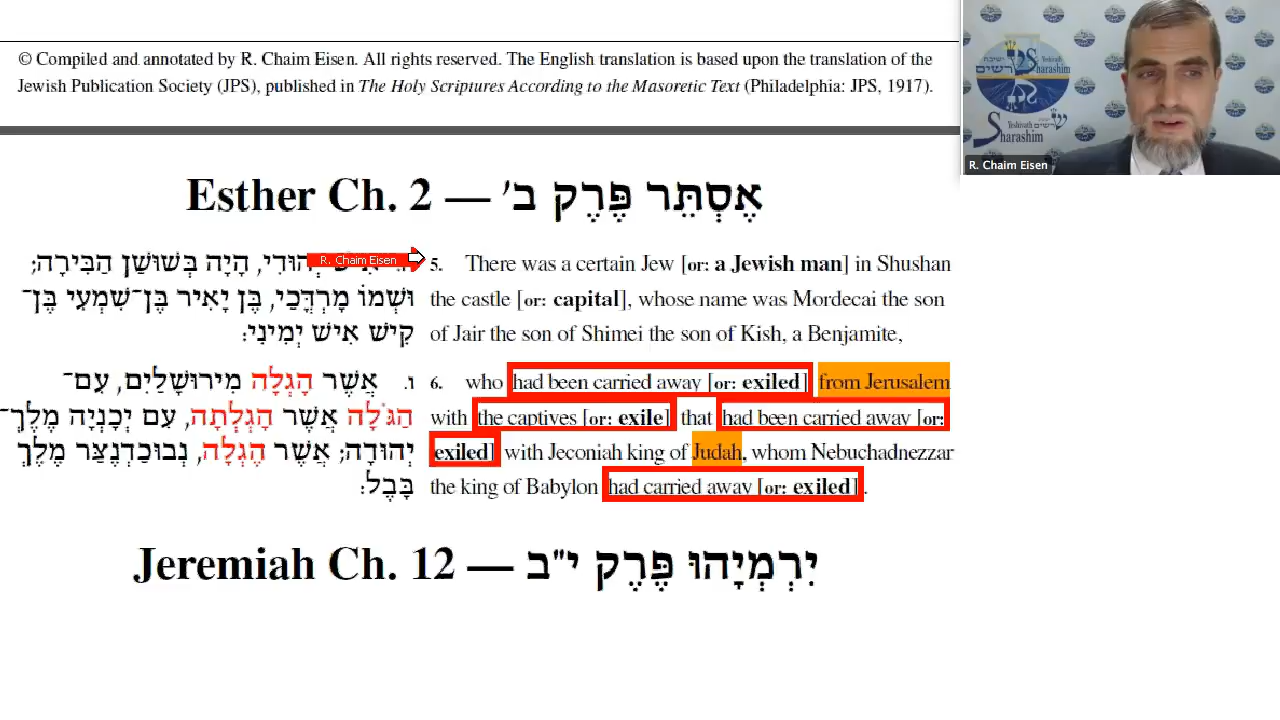 © Compiled and annotated by R. Chaim Eisen. All rights reserved. The English translation is based upon the translation of the
Jewish Publication Society (JPS), published in The Holy Scriptures According to the Masoretic Text (Philadelphia: JPS, 1917).
Yeshivath
Sharashim
שרשים
ישיבת
R. Chaim Eisen
Esther Ch. 2 — אֶסְתֵּר פֶּרֶק ב׳
R. Chaim Eisen
יְהוּדִי, הָיָה בְּשׁוּשַׁן הַבִּירָה;
וּשְׁמוֹ מָרְדֳּכַי, בֶּן יָאִיר בֶּן־שִׁמְעִי בֶּן־
קִישׁ אִישׁ יְמִינִי:
5. There was a certain Jew [or: a Jewish man] in Shushan
the castle [or: capital], whose name was Mordecai the son
of Jair the son of Shimei the son of Kish, a Benjamite,
ו. אֲשֶׁר הָגְלָה מִירוּשָׁלַיִם, עִם־
הַגֹּלָה אֲשֶׁר הָגְלְתָה, עִם יְכָנְיָה מֶלֶךְ־
יְהוּדָה; אֲשֶׁר הֶגְלָה, נְבוּכַדְנֶצַּר מֶלֶךְ
בָּבֶל:
6. who had been carried away [or: exiled] from Jerusalem
with the captives [or: exile] that had been carried away [or:
exiled] with Jeconiah king of Judah, whom Nebuchadnezzar
the king of Babylon had carried away [or: exiled].
Jeremiah Ch. 12 — יִרְמְיָהוּ פֶּרֶק י"ב